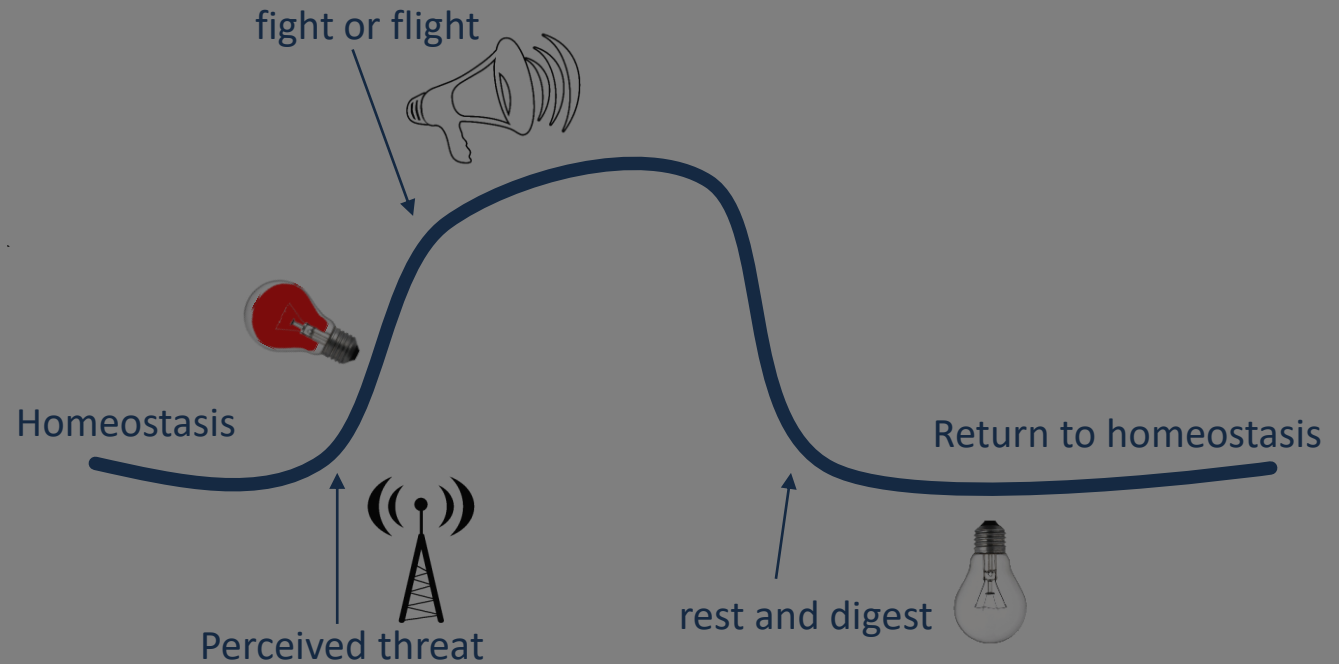 fight or flight
Homeostasis
Return to homeostasis
rest and digest
Perceived threat